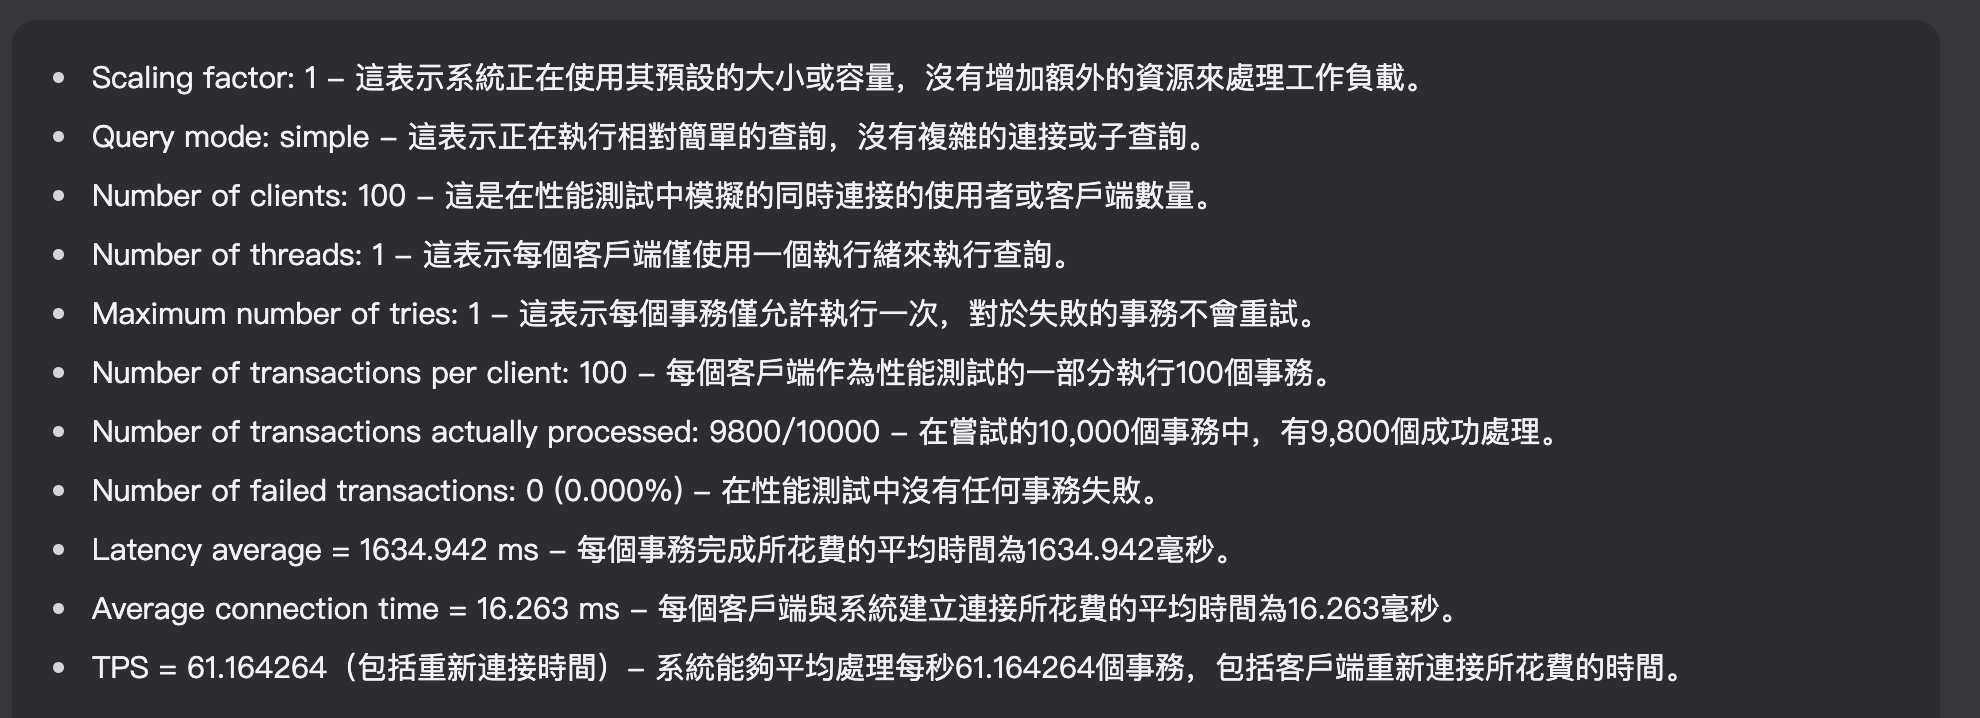 • Scaling factor: 1 – 這表示系統正在使用其預設的大小或容量，沒有增加額外的資源來處理工作負載。
• Query mode: simple – 這表示正在執行相對簡單的查詢，沒有複雜的連接或子查詢。
• Number of clients: 100 – 這是在性能測試中模擬的同時連接的使用者或客戶端數量。
• Number of threads: 1 – 這表示每個客戶端僅使用一個執行緒來執行查詢。
• Maximum number of tries: 1 – 這表示每個事務僅允許執行一次，對於失敗的事務不會重試。
• Number of transactions per client: 100 – 每個客戶端作為性能測試的一部分執行100個事務。
• Number of transactions actually processed: 9800/10000 – 在嘗試的10,000個事務中，有9,800個成功處理。
• Number of failed transactions: 0 (0.000%) – 在性能測試中沒有任何事務失敗。
• Latency average = 1634.942 ms – 每個事務完成所花費的平均時間為1634.942毫秒。
• Average connection time = 16.263 ms – 每個客戶端與系統建立連接所花費的平均時間為16.263毫秒。
• TPS = 61.164264（包括重新連接時間）– 系統能夠平均處理每秒61.164264個事務，包括客戶端重新連接所花費的時間。